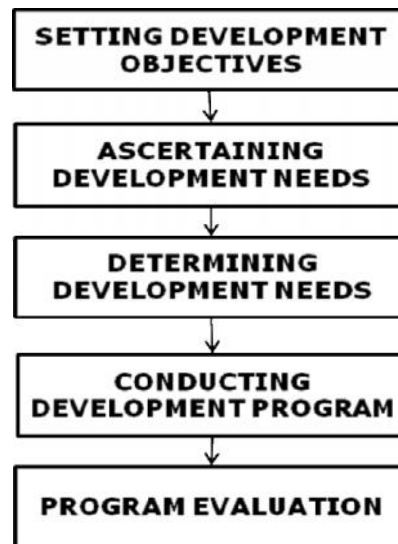 SETTING DEVELOPMENT
OBJECTIVES
ASCERTAINING
DEVELOPMENT NEEDS
DETERMINING
DEVELOPMENT NEEDS
CONDUCTING
DEVELOPMENT PROGRAM
PROGRAM EVALUATION